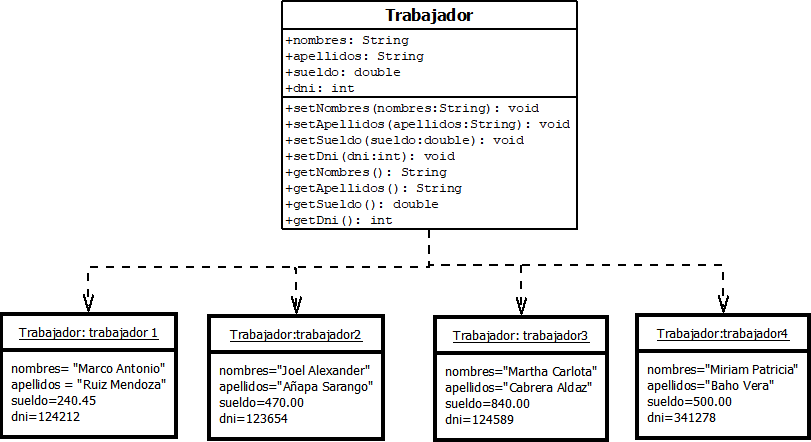 Trabajador
+nombres: String
+apellidos: String
+sueldo: double
+dni: int
+setNombres(nombres:String): void
+setApellidos(apellidos:String): void
+setSueldo(sueldo:double): void
+setDni(dni:int): void
+getNombres(): String
+getApellidos(): String
+getSueldo(): double
+getDni(): int
Trabajador: trabajador 1
nombres= "Marco Antonio"
apellidos = "Ruiz Mendoza"
sueldo=240.45
dni=124212
Trabajador:trabajador2
nombres="Joel Alexander"
apellidos="Añapa Sarango"
sueldo=470.00
dni=123654
Trabajador: trabajador3
nombres="Martha Carlota"
apellidos="Cabrera Aldaz"
sueldo=840.00
dni=124589
Trabajador:trabajador4
nombres="Miriam Patricia"
apellidos="Baho Vera"
sueldo=500.00
dni=341278